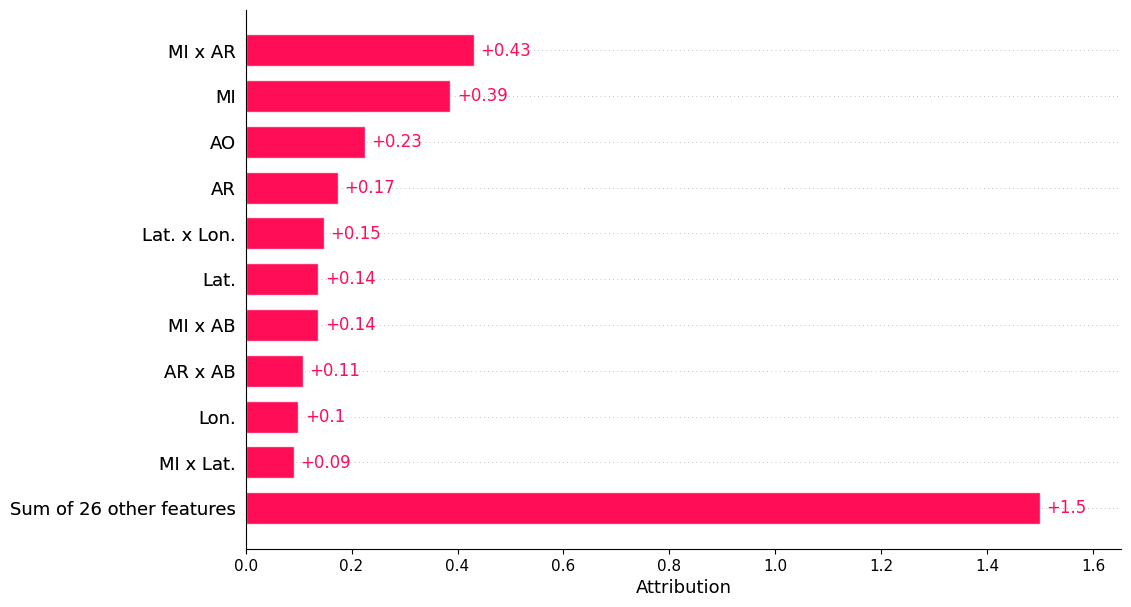 MI x AR +0.43
MI +0.39
AO +0.23
AR +0.17
Lat. x Lon. +0.15
Lat. +0.14
MI x AB +0.14
AR x AB +0.11
Lon. +0.1
MI x Lat. +0.09
Sum of 26 other features +1.5
0.0 0.2 0.4 0.6 0.8 1.0 1.2 1.4 1.6
Attribution